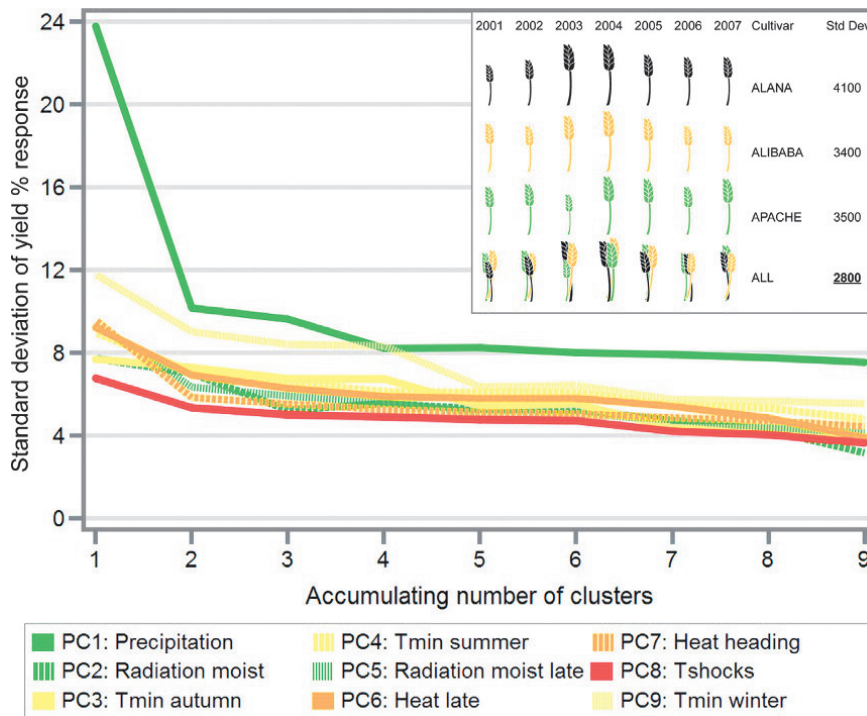 2001 2002 2003 2004 2005 2006 2007 Cultivar Std Dev
ALANA 4100
ALIBABA 3400
APACHE 3500
ALL 2800
Standard deviation of yield % response
24
20
16
12
8
4
0
1 2 3 4 5 6 7 8 9
Accumulating number of clusters
PC1: Precipitation PC4: Tmin summer PC7: Heat heading
PC2: Radiation moist PC5: Radiation moist late PC8: Tshocks
PC3: Tmin autumn PC6: Heat late PC9: Tmin winter